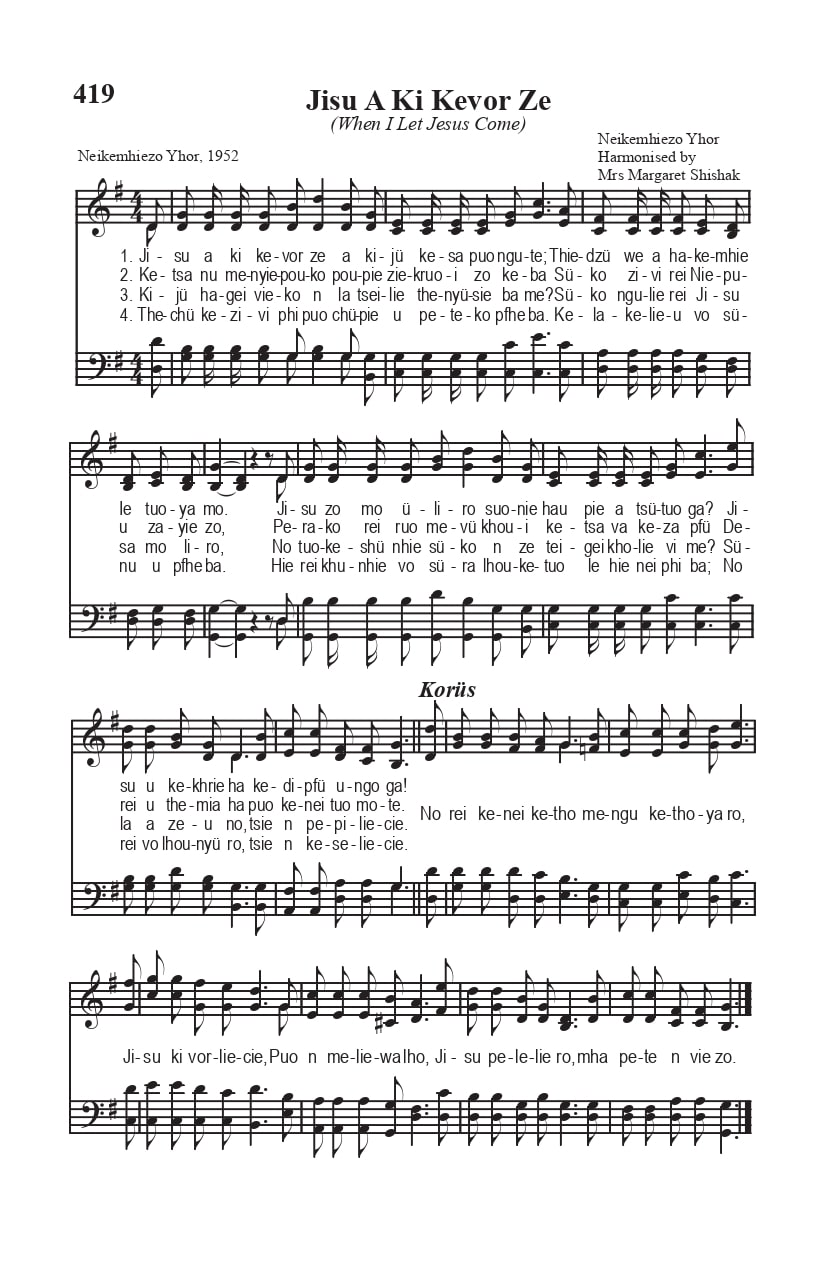 419
Jisu A Ki Kevor Ze
(When I Let Jesus Come)
Neikemhiezo Yhor, 1952
Neikemhiezo Yhor
Harmonised by
Mrs Margaret Shishak
1. Ji - su a ki ke - vor ze a ki - jü ke - sa puo ngu - te; Thie - dzü we a ha - ke - mhie
2. Ke - tsa nu me - nyie - pou - ko pou - pie zie - kruo - i zo ke - ba Sü - ko zi - vi rei Nie - pu -
3. Ki - jü ha - gei vie - ko n la tsei - lie the - nyü - sie ba me? Sü - ko ngu - lie rei Ji - su
4. The - chü ke - zi - vi phi puo chü - pie u pe - te - ko pfhe ba. Ke - la - ke - lie - u vo sü -
le tuo - ya mo. Ji - su zo mo ü - li - ro suo - nie hau pie a tsü - tuo ga? Ji -
u za - yie zo, Pe - ra - ko rei ruo me - vü khou - i ke - tsa va ke - za pfü De -
sa mo li - ro, No tuo - ke - shü nhie sü - ko n ze tei - gei kho - lie vi me? Sü -
nu u pfhe ba. Hie rei khu - nhie vo sü - ra lhou - ke - tuo le hie nei phi ba; No
Korüs
su u ke - khrie ha ke - di - pfü u - ngo ga!
rei u the - mia ha puo ke - nei tuo mo - te.
la a ze - u no, tsie n pe - pi - lie - cie.
rei vo lhou - nyü ro, tsie n ke - se - lie - cie.
No rei ke - nei ke - tho me - ngu ke - tho - ya ro,
Ji - su ki vor - lie - cie, Puo n me - lie - wa lho, Ji - su pe - le - lie ro, mha pe - te n vie zo.